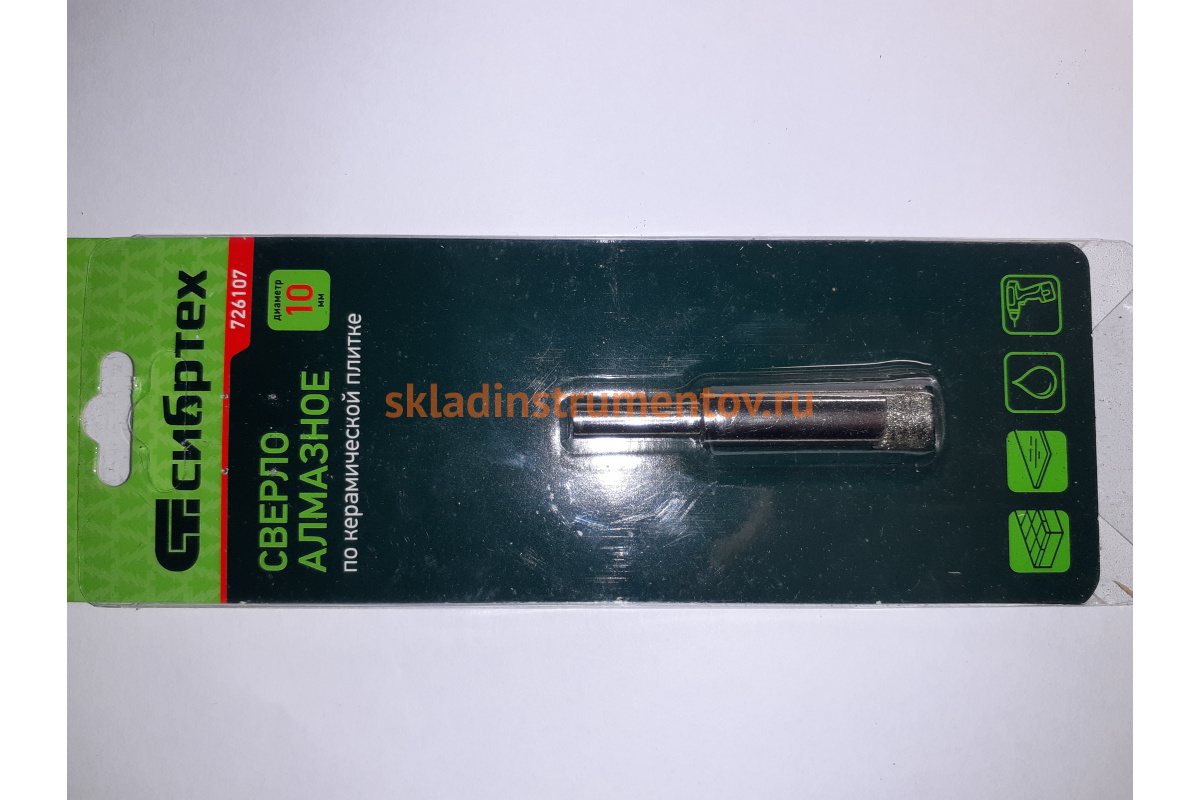 сибртех
726107
диаметр
10
мм
СВЕРЛО
АЛМАЗНОЕ
по керамической плитке
skladinstrumentov.ru